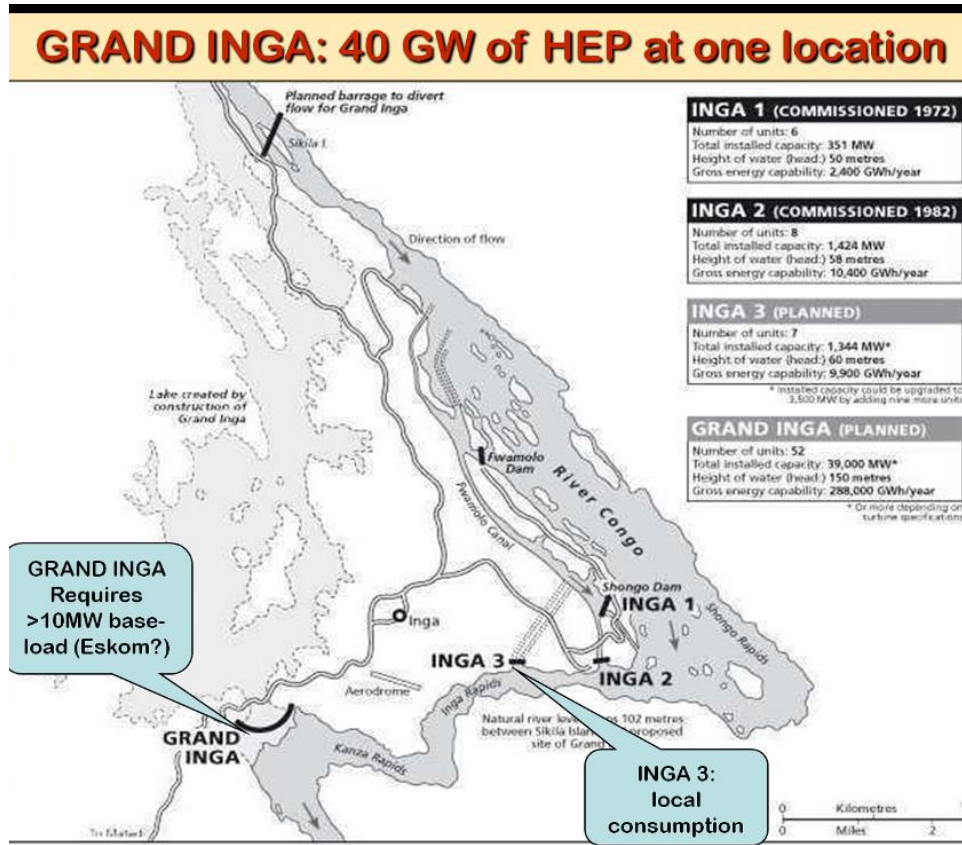 GRAND INGA: 40 GW of HEP at one location
Planned barrage to divert
flow for Grand Inga
Sikila I.
Direction of flow
INGA 1 (COMMISSIONED 1972)
Number of units: 6
Total installed capacity: 351 MW
Height of water (head:) 50 metres
Gross energy capability: 2,400 GWh/year
INGA 2 (COMMISSIONED 1982)
Number of units: 8
Total installed capacity: 1,424 MW
Height of water (head:) 58 metres
Gross energy capability: 10,400 GWh/year
INGA 3 (PLANNED)
Number of units: 7
Total installed capacity: 1,344 MW*
Height of water (head:) 60 metres
Gross energy capability: 9,900 GWh/year
* Installed capacity could be upgraded to
3,500 MW by adding nine more units
GRAND INGA (PLANNED)
Number of units: 52
Total installed capacity: 39,000 MW*
Height of water (head:) 150 metres
Gross energy capability: 288,000 GWh/year
* Or more depending on
turbine specifications
Lake created by
construction of
Grand Inga
Fwamolo
Dam
Fwamolo Canal
River Congo
Shongo Dam
INGA 1
Shongo Rapids
GRAND INGA
Requires
>10MW base-
load (Eskom?)
Inga
INGA 3
INGA 2
Aerodrome
Inga Rapids
GRAND
INGA
Kanza Rapids
Natural river 102 metres
between Sikila proposed
site of Grand
INGA 3:
local
consumption
To Matadi
0 Kilometres
0 Miles 2